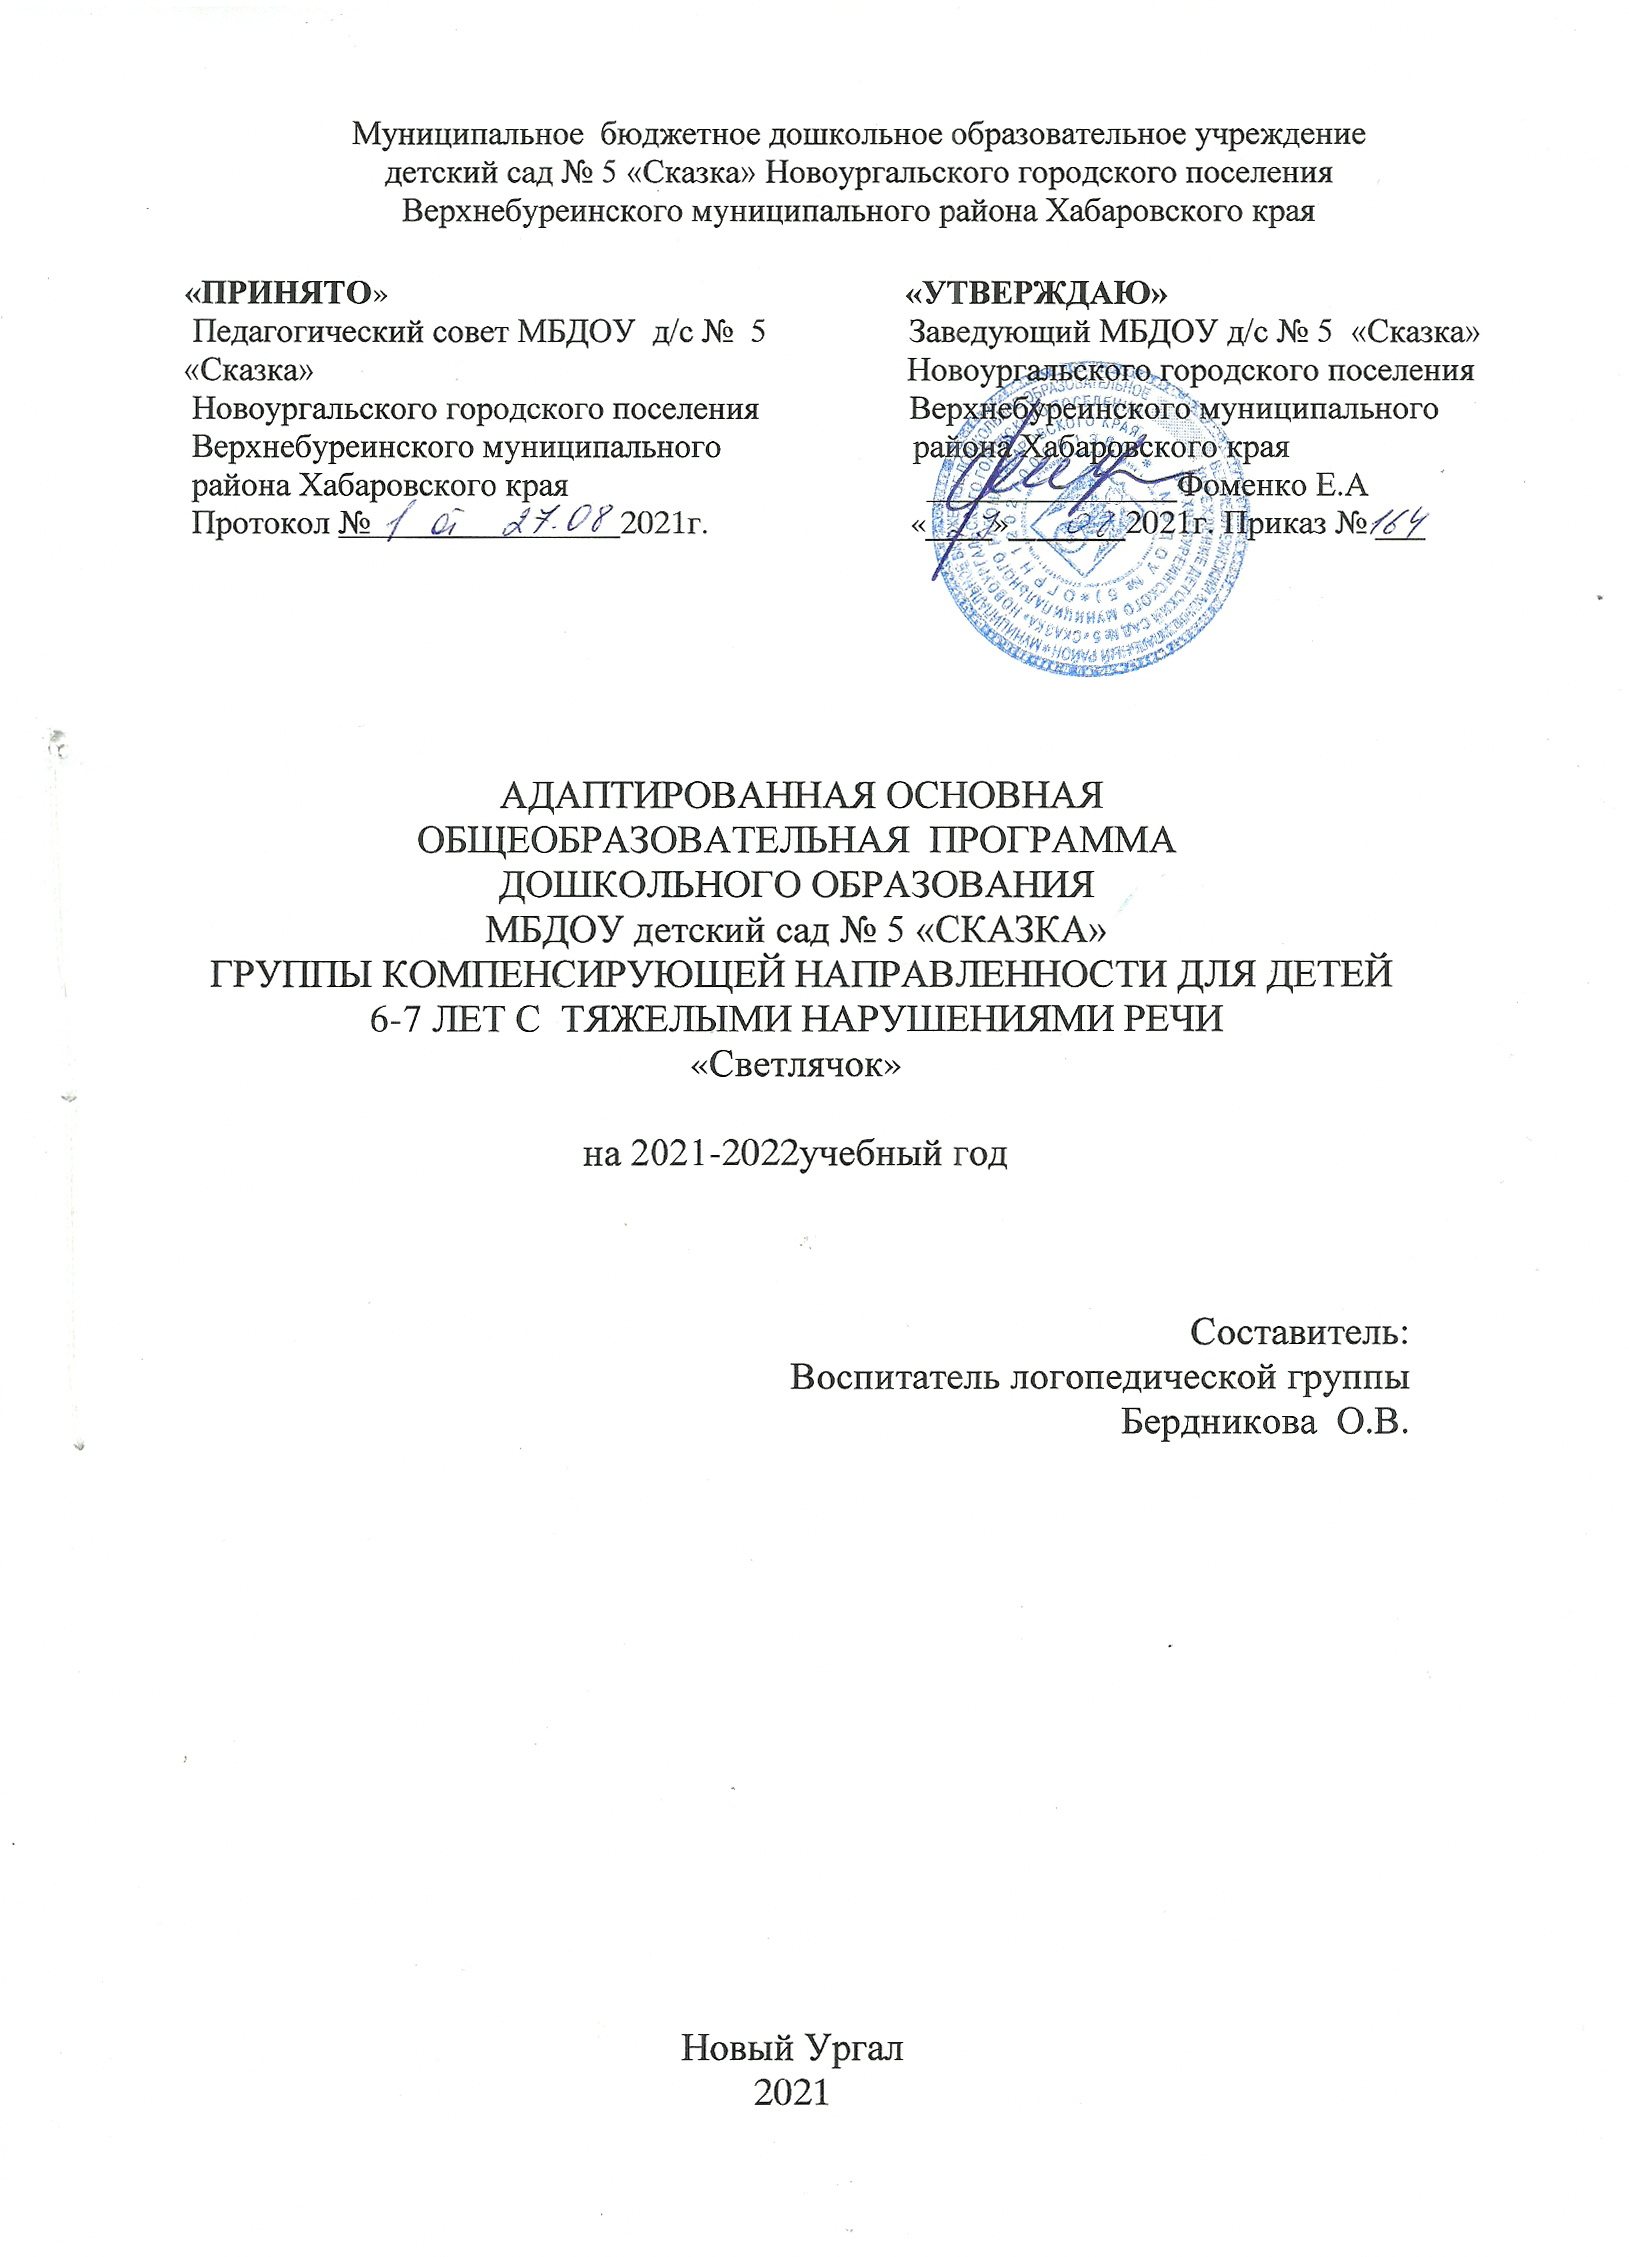 Муниципальное бюджетное дошкольное образовательное учреждение
детский сад № 5 «Сказка» Новоургальского городского поселения
Верхнебуреинского муниципального района Хабаровского края
«ПРИНЯТО»
Педагогический совет МБДОУ д/с № 5
«Сказка»
Новоургальского городского поселения
Верхнебуреинского муниципального
района Хабаровского края
Протокол № 1 от 27.08 2021г.
«УТВЕРЖДАЮ»
Заведующий МБДОУ д/с № 5 «Сказка»
Новоургальского городского поселения
Верхнебуреинского муниципального
района Хабаровского края
Фоменко Е.А
« » 08 2021г. Приказ № 164
АДАПТИРОВАННАЯ ОСНОВНАЯ
ОБЩЕОБРАЗОВАТЕЛЬНАЯ ПРОГРАММА
ДОШКОЛЬНОГО ОБРАЗОВАНИЯ
МБДОУ детский сад № 5 «СКАЗКА»
ГРУППЫ КОМПЕНСИРУЮЩЕЙ НАПРАВЛЕННОСТИ ДЛЯ ДЕТЕЙ
6-7 ЛЕТ С ТЯЖЕЛЫМИ НАРУШЕНИЯМИ РЕЧИ
«Светлячок»
на 2021-2022учебный год
Составитель:
Воспитатель логопедической группы
Бердникова О.В.
Новый Ургал
2021